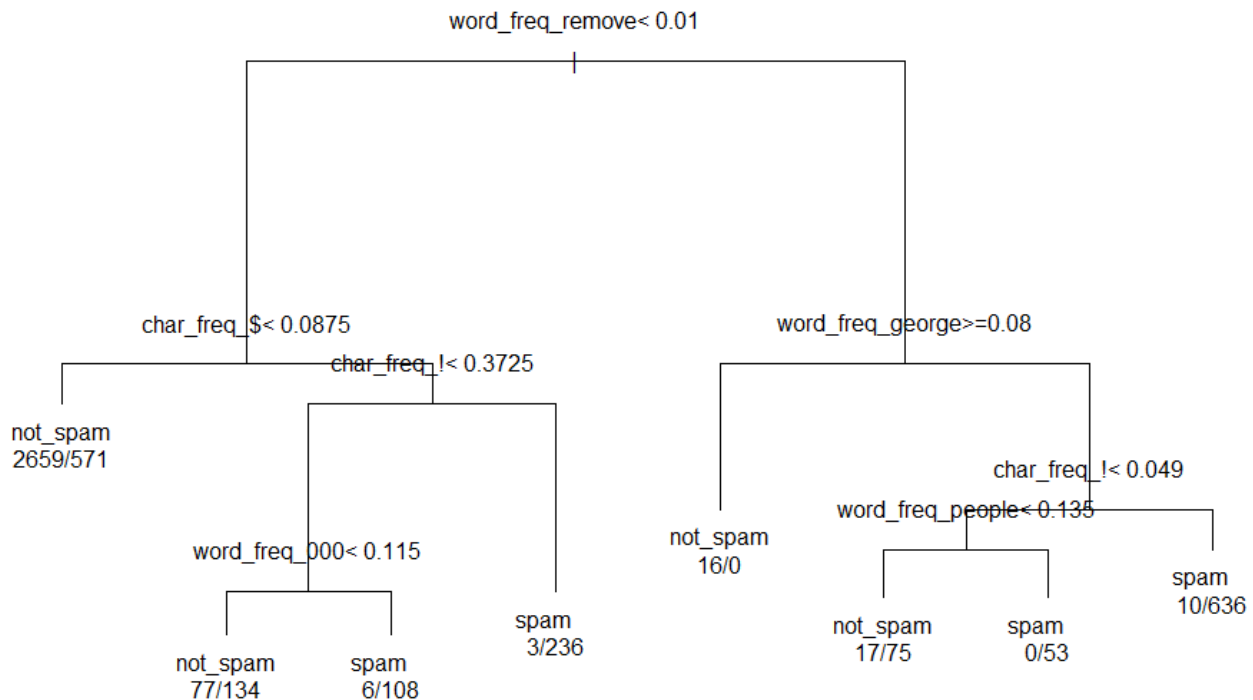 word_freq_remove< 0.01
char_freq_$< 0.0875
word_freq_george>=0.08
char_freq_!< 0.3725
not_spam
2659/571
char_freq_!< 0.049
word_freq_people< 0.135
word_freq_000< 0.115
not_spam
16/0
spam
10/636
spam
3/236
not_spam
17/75
spam
0/53
not_spam
77/134
spam
6/108